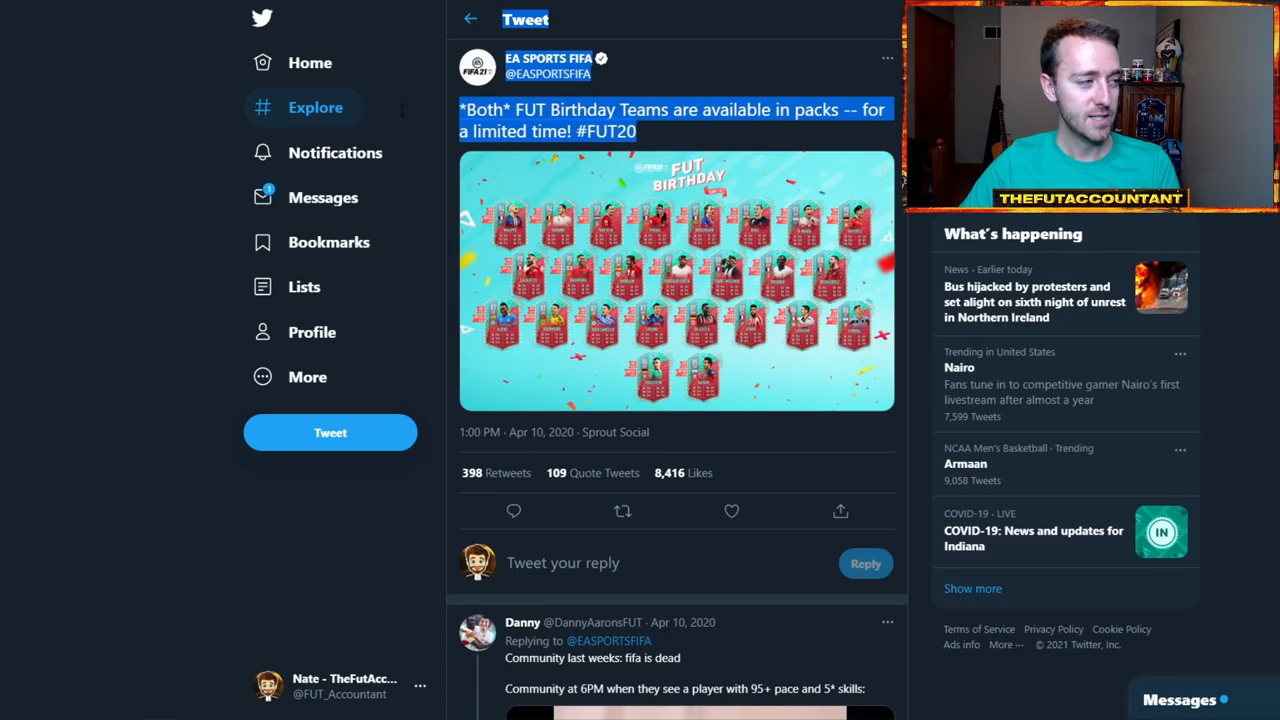 Tweet
Home
Explore
Notifications
1
Messages
Bookmarks
Lists
Profile
More
Tweet
Nate - TheFutAcc...
@FUT_Accountant
EA SPORTS FIFA
@EASPORTSFIFA
*Both* FUT Birthday Teams are available in packs -- for
a limited time! #FUT20
FUT
BIRTHDAY
1:00 PM · Apr 10, 2020 · Sprout Social
398 Retweets 109 Quote Tweets 8,416 Likes
Tweet your reply
Reply
Danny @DannyAaronsFUT · Apr 10, 2020
Replying to @EASPORTSFIFA
Community last weeks: fifa is dead
Community at 6PM when they see a player with 95+ pace and 5* skills:
THEFUTACCOUNTANT
What's happening
News · Earlier today
Bus hijacked by protesters and
set alight on sixth night of unrest
in Northern Ireland
Trending in United States
Nairo
Fans tune in to competitive gamer Nairo's first
livestream after almost a year
7,599 Tweets
NCAA Men's Basketball · Trending
Armaan
9,058 Tweets
COVID-19 · LIVE
COVID-19: News and updates for
Indiana
IN
Show more
Terms of Service Privacy Policy Cookie Policy
Ads info More ··· © 2021 Twitter, Inc.
Messages